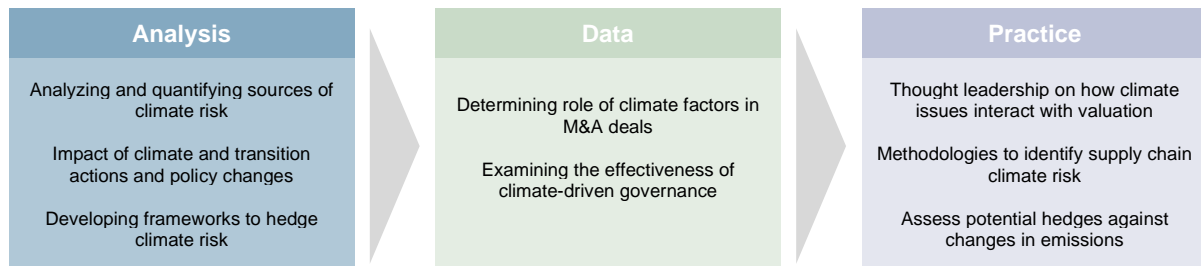 Analysis
Analyzing and quantifying sources of
climate risk
Impact of climate and transition
actions and policy changes
Developing frameworks to hedge
climate risk
Data
Determining role of climate factors in
M&A deals
Examining the effectiveness of
climate-driven governance
Practice
Thought leadership on how climate
issues interact with valuation
Methodologies to identify supply chain
climate risk
Assess potential hedges against
changes in emissions